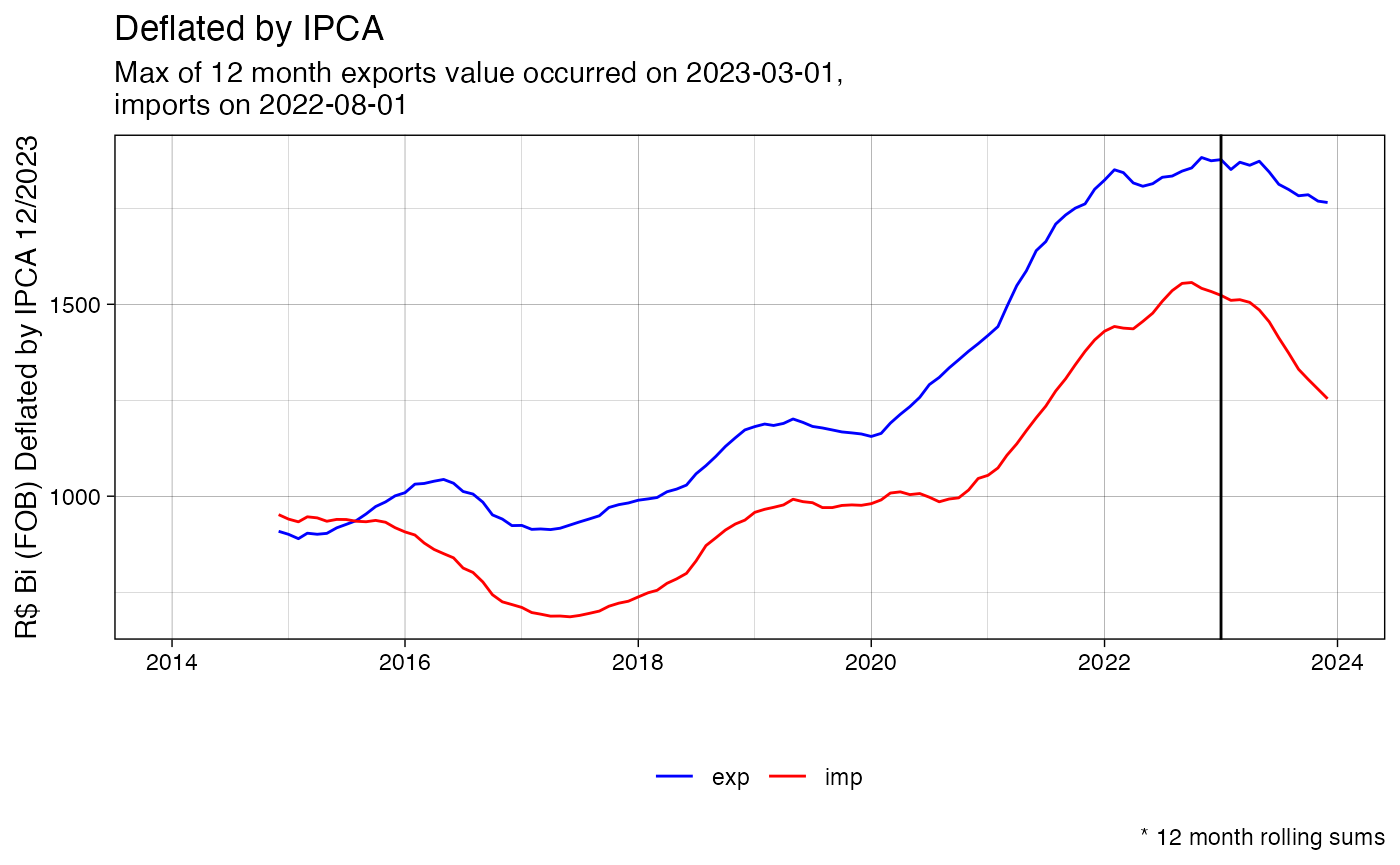 Deflated by IPCA
Max of 12 month exports value occurred on 2023-03-01,
imports on 2022-08-01
R$ Bi (FOB) Deflated by IPCA 12/2023
1500
1000
2014 2016 2018 2020 2022 2024
exp imp
* 12 month rolling sums